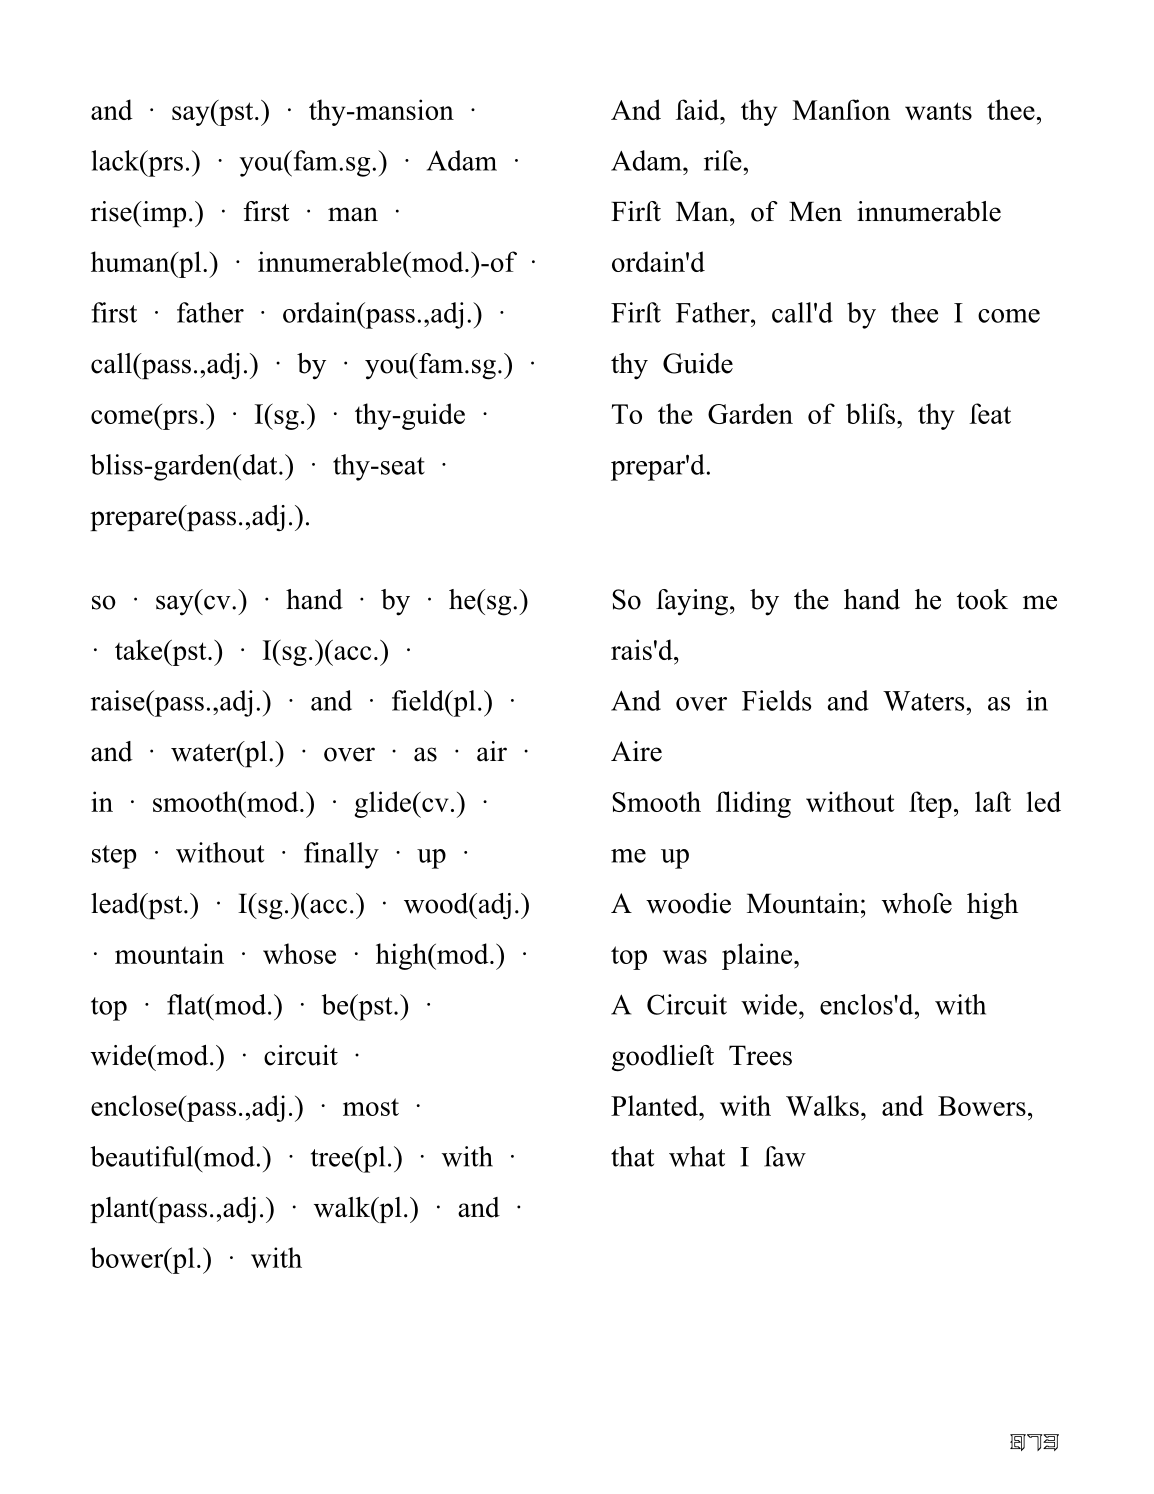 and · say(pst.) · thy-mansion ·
lack(prs.) · you(fam.sg.) · Adam ·
rise(imp.) · first · man ·
human(pl.) · innumerable(mod.)-of ·
first · father · ordain(pass.,adj.) ·
call(pass.,adj.) · by · you(fam.sg.) ·
come(prs.) · I(sg.) · thy-guide ·
bliss-garden(dat.) · thy-seat ·
prepare(pass.,adj.).
And ſaid, thy Manſion wants thee,
Adam, riſe,
Firſt Man, of Men innumerable
ordain'd
Firſt Father, call'd by thee I come
thy Guide
To the Garden of bliſs, thy ſeat
prepar'd.
so · say(cv.) · hand · by · he(sg.)
· take(pst.) · I(sg.)(acc.) ·
raise(pass.,adj.) · and · field(pl.) ·
and · water(pl.) · over · as · air ·
in · smooth(mod.) · glide(cv.) ·
step · without · finally · up ·
lead(pst.) · I(sg.)(acc.) · wood(adj.)
· mountain · whose · high(mod.) ·
top · flat(mod.) · be(pst.) ·
wide(mod.) · circuit ·
enclose(pass.,adj.) · most ·
beautiful(mod.) · tree(pl.) · with ·
plant(pass.,adj.) · walk(pl.) · and ·
bower(pl.) · with
So ſaying, by the hand he took me
rais'd,
And over Fields and Waters, as in
Aire
Smooth ſliding without ſtep, laſt led
me up
A woodie Mountain; whoſe high
top was plaine,
A Circuit wide, enclos'd, with
goodlieſt Trees
Planted, with Walks, and Bowers,
that what I ſaw